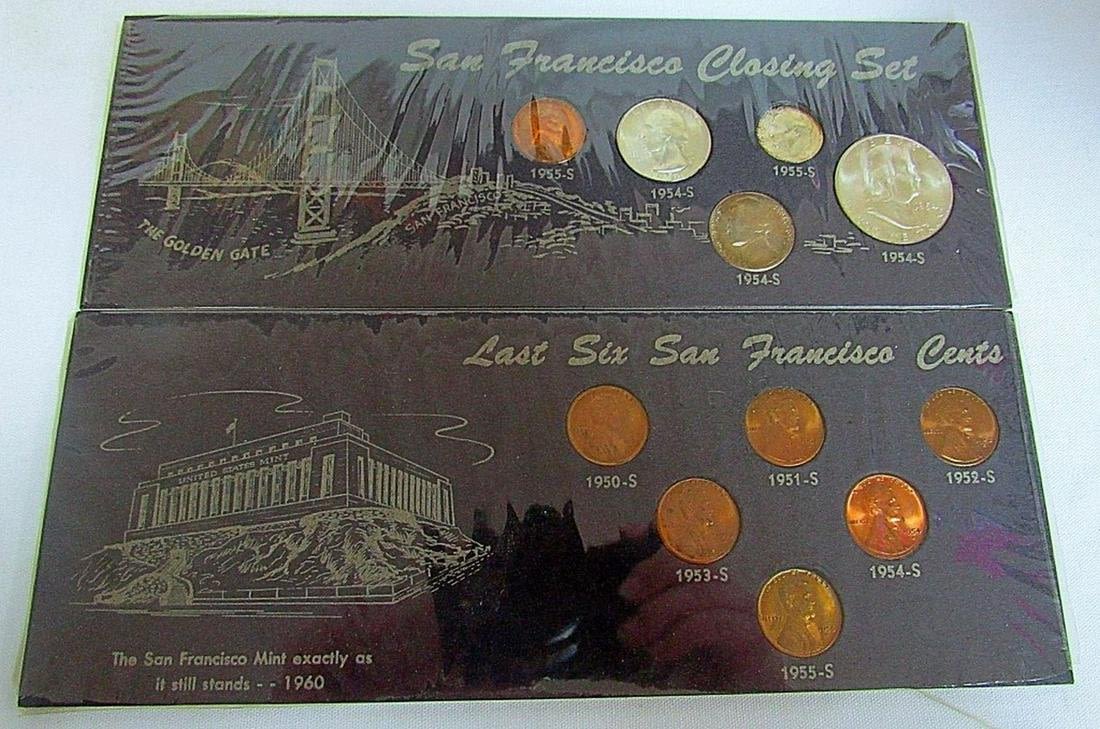 San Francisco Closing Set
1955-S
1954-S
1955-S
1954-S
1954-S
THE GOLDEN GATE
SAN FRANCISCO
Last Six San Francisco Cents
UNITED STATES MINT
1950-S
1951-S
1952-S
1953-S
1954-S
1955-S
The San Francisco Mint exactly as
it still stands - - 1960